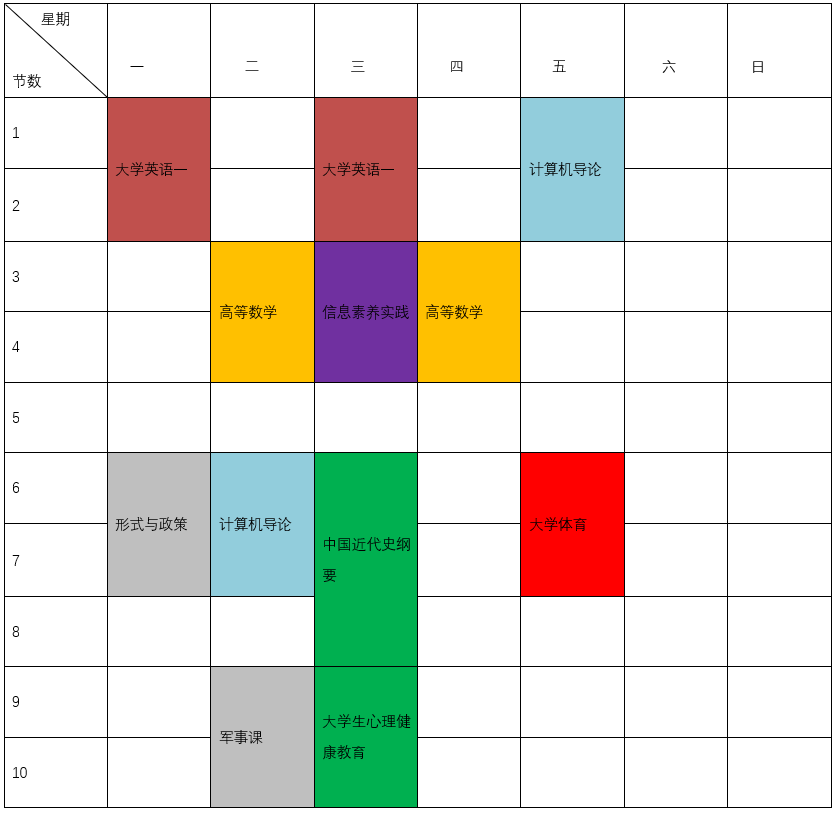 星期
节数
一
二
三
四
五
六
日
1
大学英语一
大学英语一
计算机导论
2
3
高等数学
信息素养实践
高等数学
4
5
6
形式与政策
计算机导论
中国近代史纲
要
大学体育
7
8
9
军事课
大学生心理健
康教育
10